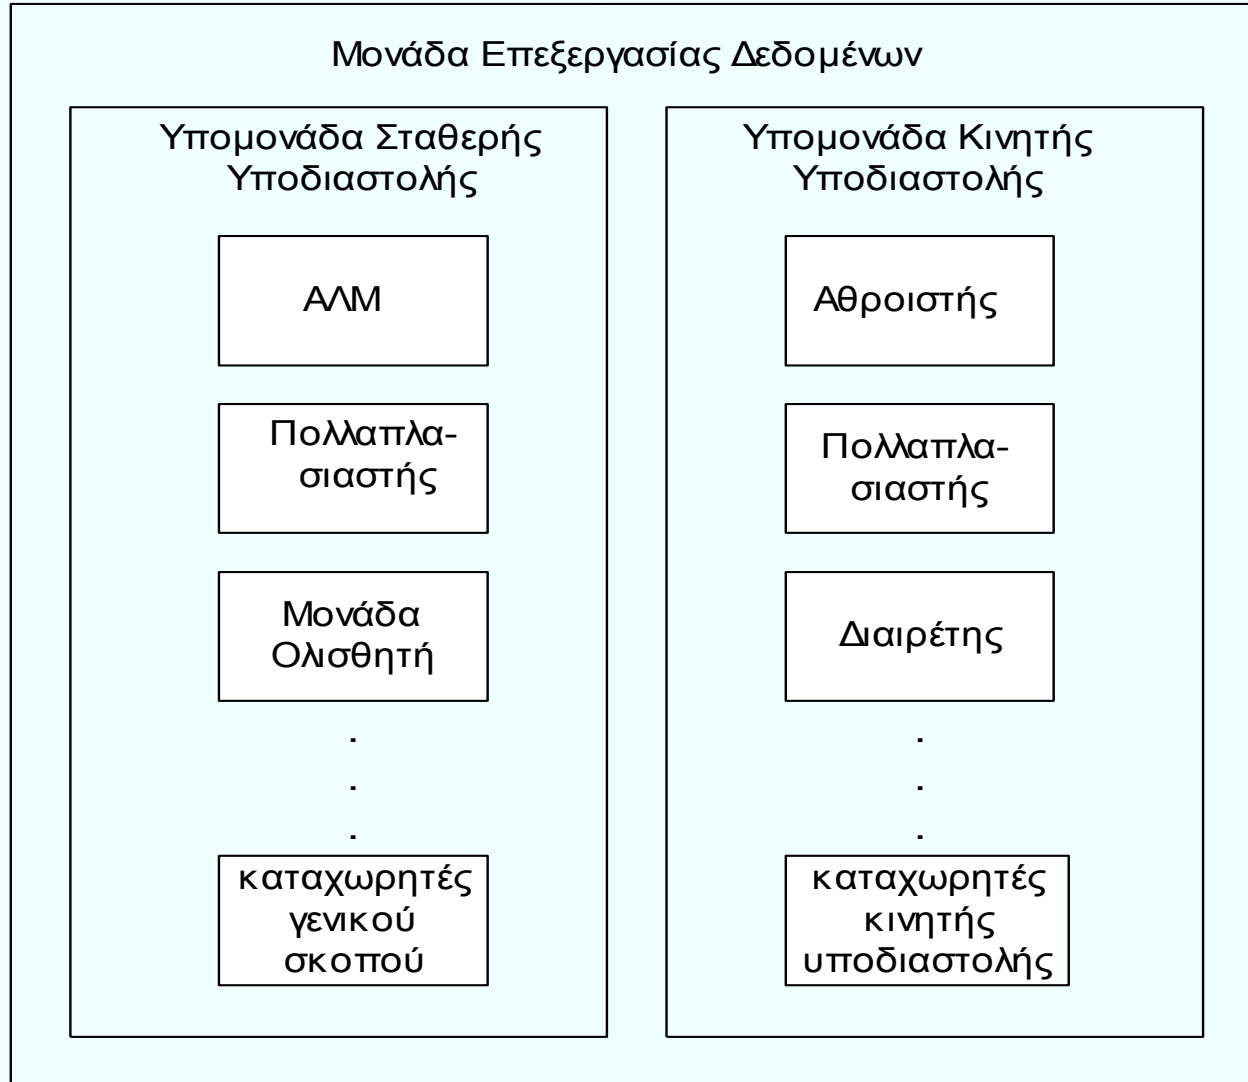 Μονάδα Επεξεργασίας Δεδομένων
Υπομονάδα Σταθερής
Υποδιαστολής
ΑΛΜ
Πολλαπλα-
σιαστής
Μονάδα
Ολισθητή
.
.
.
καταχωρητές
γενικού
σκοπού
Υπομονάδα Κινητής
Υποδιαστολής
Αθροιστής
Πολλαπλα-
σιαστής
Διαιρέτης
.
.
.
καταχωρητές
κινητής
υποδιαστολής